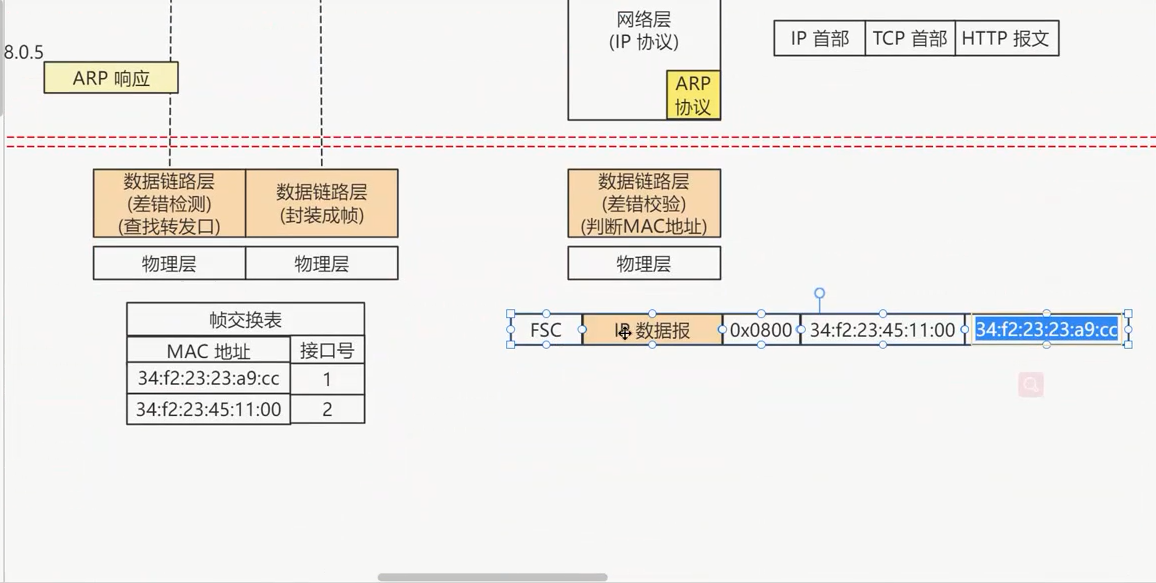 网络层
(IP 协议)
IP 首部 TCP 首部 HTTP 报文
8.0.5
ARP 响应
ARP
协议
数据链路层
(差错检测)
(查找转发口)
数据链路层
(封装成帧)
数据链路层
(差错校验)
(判断MAC地址)
物理层 物理层 物理层
帧交换表
MAC 地址 接口号
34:f2:23:23:a9:cc 1
34:f2:23:45:11:00 2
FSC IP 数据报 0x0800 34:f2:23:45:11:00 34:f2:23:23:a9:cc